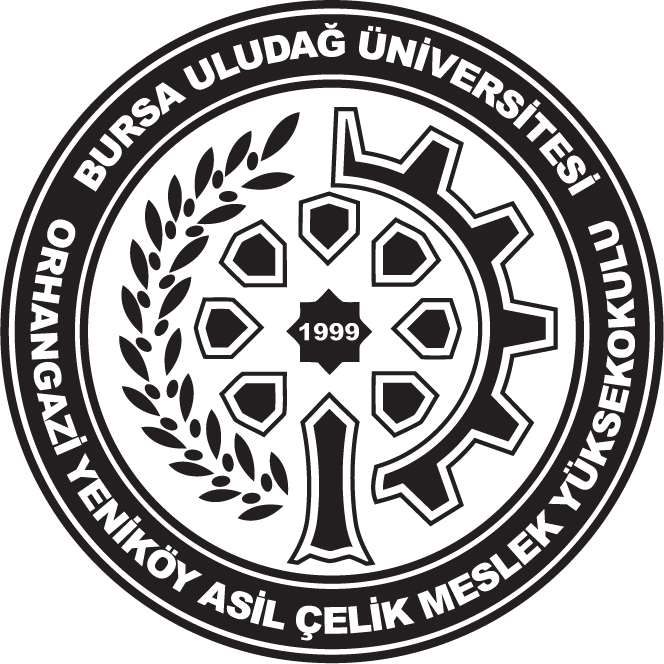 BURSA ULUDAĞ ÜNİVERSİTESİ
ORHANGAZİ YENİKÖY ASİL ÇELİK MESLEK YÜKSEKOKULU
1999